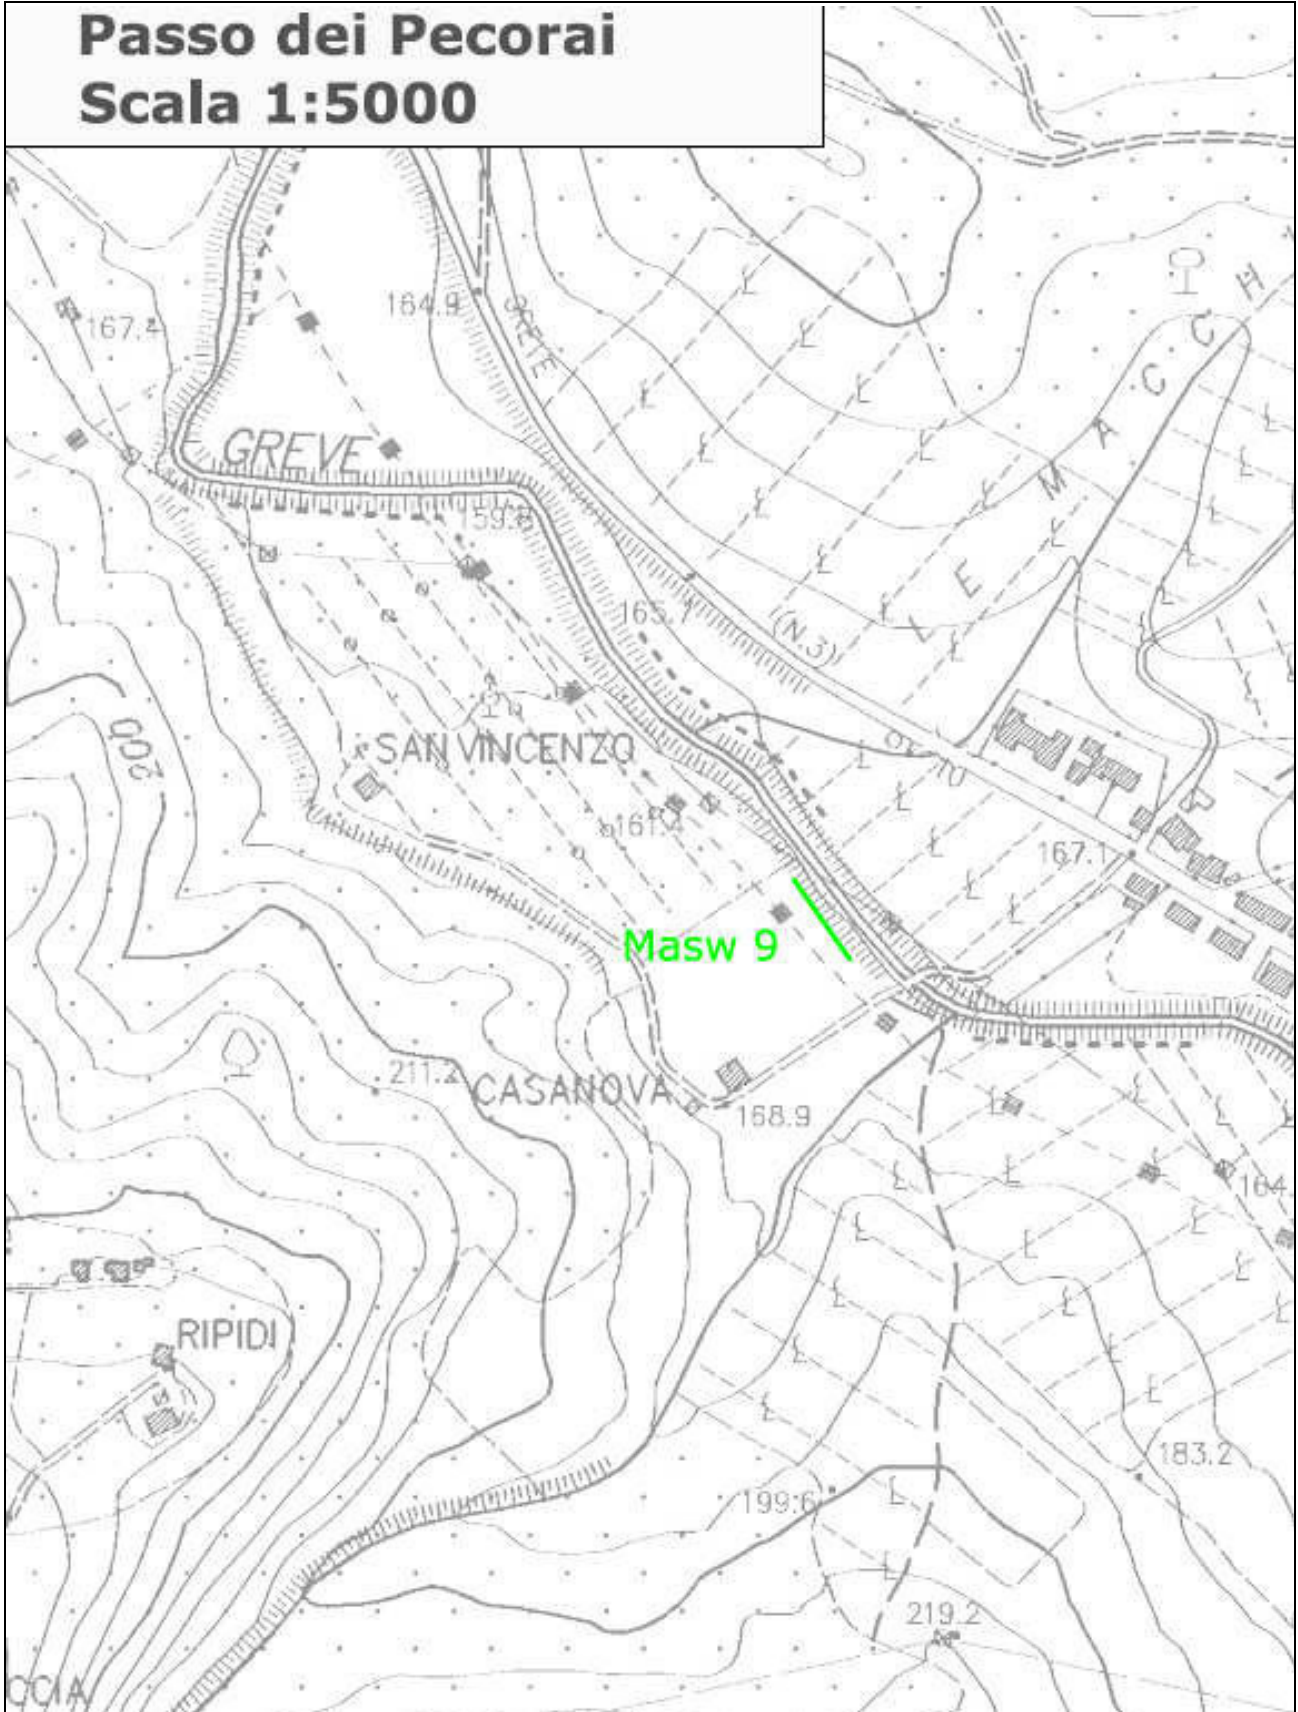 Passo dei Pecorai
Scala 1:5000
164.9
167.4
GREVE
159.8
165.7
(N.3)
LE MACCH
200
SAN VINCENZO
161.4
167.1
Masw 9
211.2
CASANOVA
168.9
164.
RIPIDI
183.2
199.6
219.2
CCIA